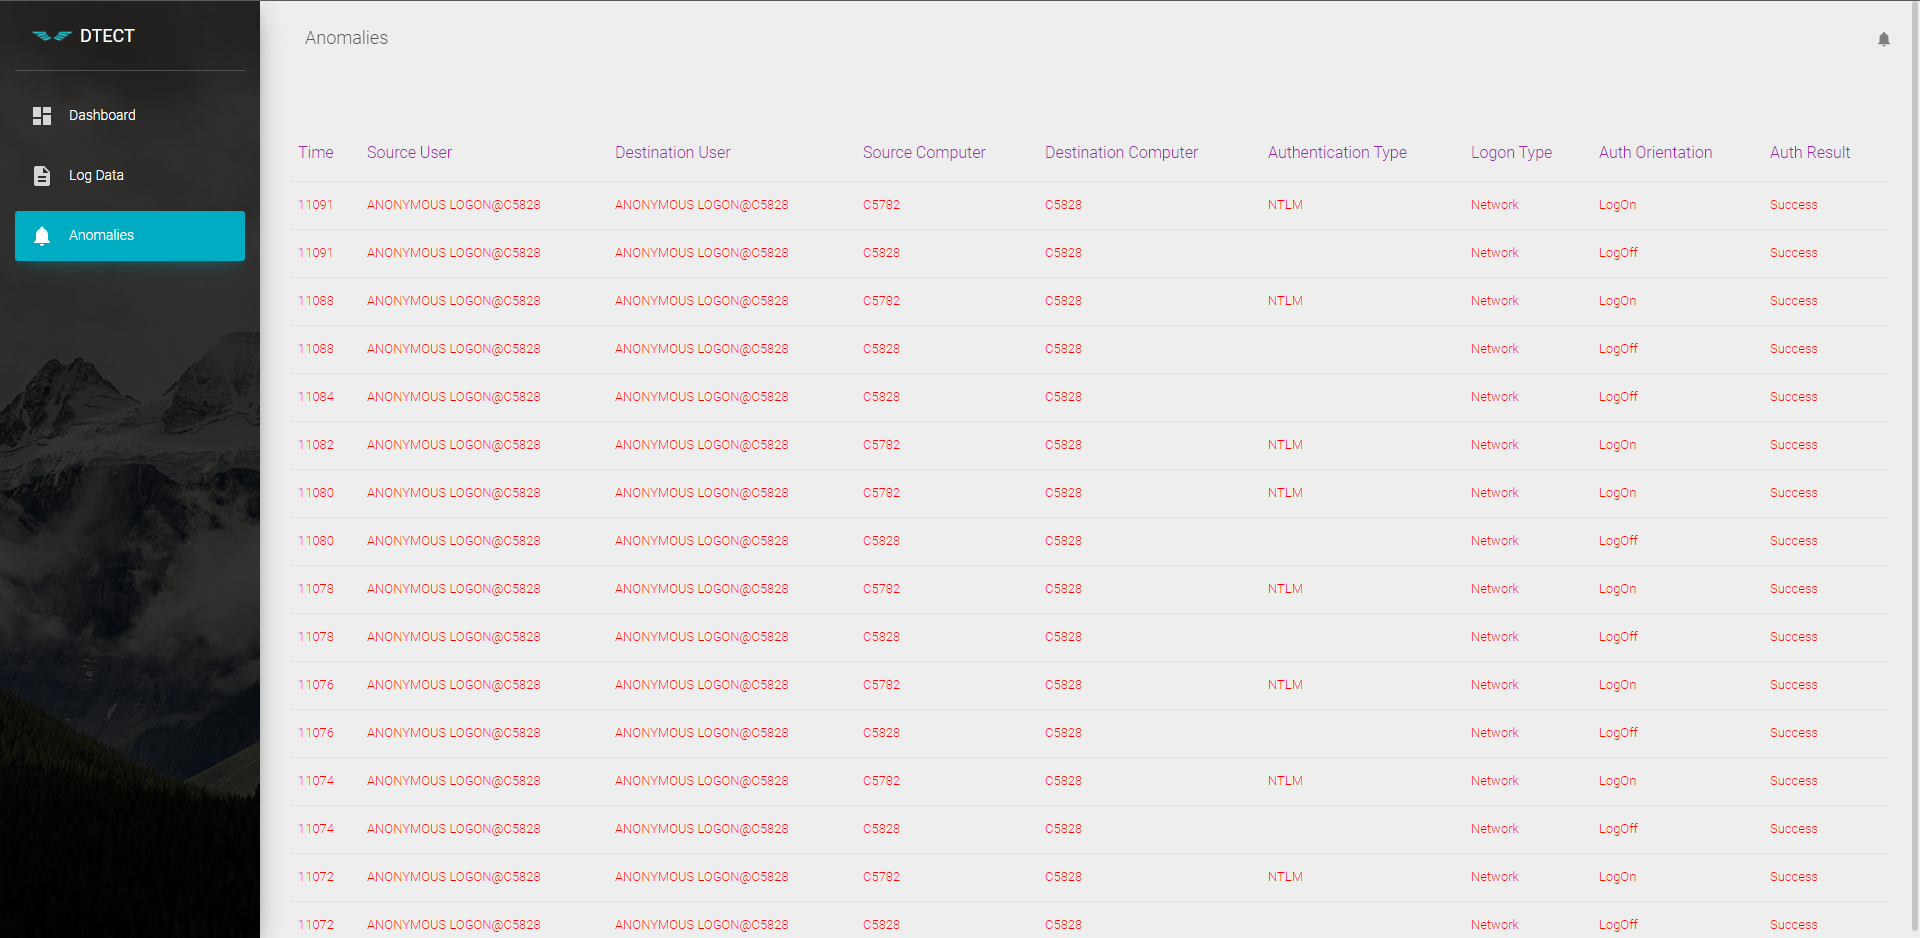 DTECT
Dashboard
Log Data
Anomalies
Anomalies
Time Source User Destination User Source Computer Destination Computer Authentication Type Logon Type Auth Orientation Auth Result
11091 ANONYMOUS LOGON@C5828 ANONYMOUS LOGON@C5828 C5782 C5828 NTLM Network LogOn Success
11091 ANONYMOUS LOGON@C5828 ANONYMOUS LOGON@C5828 C5828 C5828 Network LogOff Success
11088 ANONYMOUS LOGON@C5828 ANONYMOUS LOGON@C5828 C5782 C5828 NTLM Network LogOn Success
11088 ANONYMOUS LOGON@C5828 ANONYMOUS LOGON@C5828 C5828 C5828 Network LogOff Success
11084 ANONYMOUS LOGON@C5828 ANONYMOUS LOGON@C5828 C5828 C5828 Network LogOff Success
11082 ANONYMOUS LOGON@C5828 ANONYMOUS LOGON@C5828 C5782 C5828 NTLM Network LogOn Success
11080 ANONYMOUS LOGON@C5828 ANONYMOUS LOGON@C5828 C5782 C5828 NTLM Network LogOn Success
11080 ANONYMOUS LOGON@C5828 ANONYMOUS LOGON@C5828 C5828 C5828 Network LogOff Success
11078 ANONYMOUS LOGON@C5828 ANONYMOUS LOGON@C5828 C5782 C5828 NTLM Network LogOn Success
11078 ANONYMOUS LOGON@C5828 ANONYMOUS LOGON@C5828 C5828 C5828 Network LogOff Success
11076 ANONYMOUS LOGON@C5828 ANONYMOUS LOGON@C5828 C5782 C5828 NTLM Network LogOn Success
11076 ANONYMOUS LOGON@C5828 ANONYMOUS LOGON@C5828 C5828 C5828 Network LogOff Success
11074 ANONYMOUS LOGON@C5828 ANONYMOUS LOGON@C5828 C5782 C5828 NTLM Network LogOn Success
11074 ANONYMOUS LOGON@C5828 ANONYMOUS LOGON@C5828 C5828 C5828 Network LogOff Success
11072 ANONYMOUS LOGON@C5828 ANONYMOUS LOGON@C5828 C5782 C5828 NTLM Network LogOn Success
11072 ANONYMOUS LOGON@C5828 ANONYMOUS LOGON@C5828 C5828 C5828 Network LogOff Success